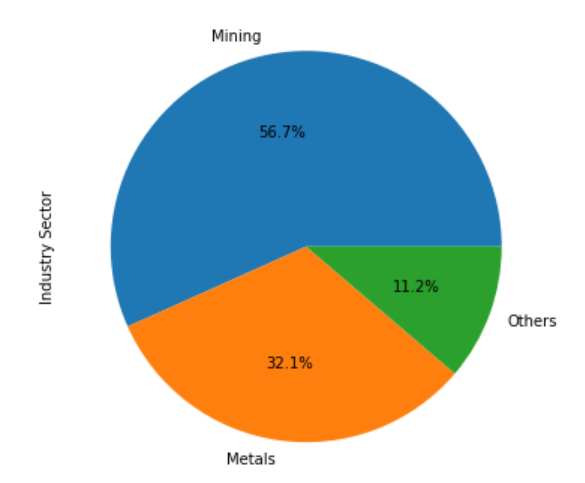 Mining
56.7%
Industry Sector
11.2%
Others
32.1%
Metals